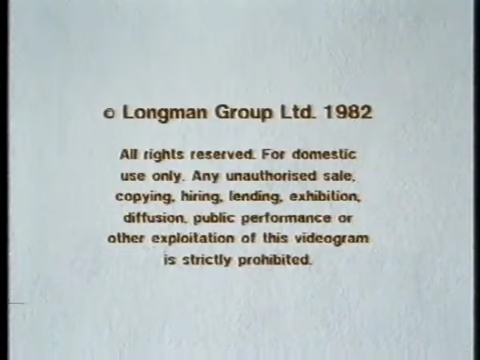 © Longman Group Ltd. 1982
All rights reserved. For domestic
use only. Any unauthorised sale,
copying, hiring, lending, exhibition,
diffusion, public performance or
other exploitation of this videogram
is strictly prohibited.